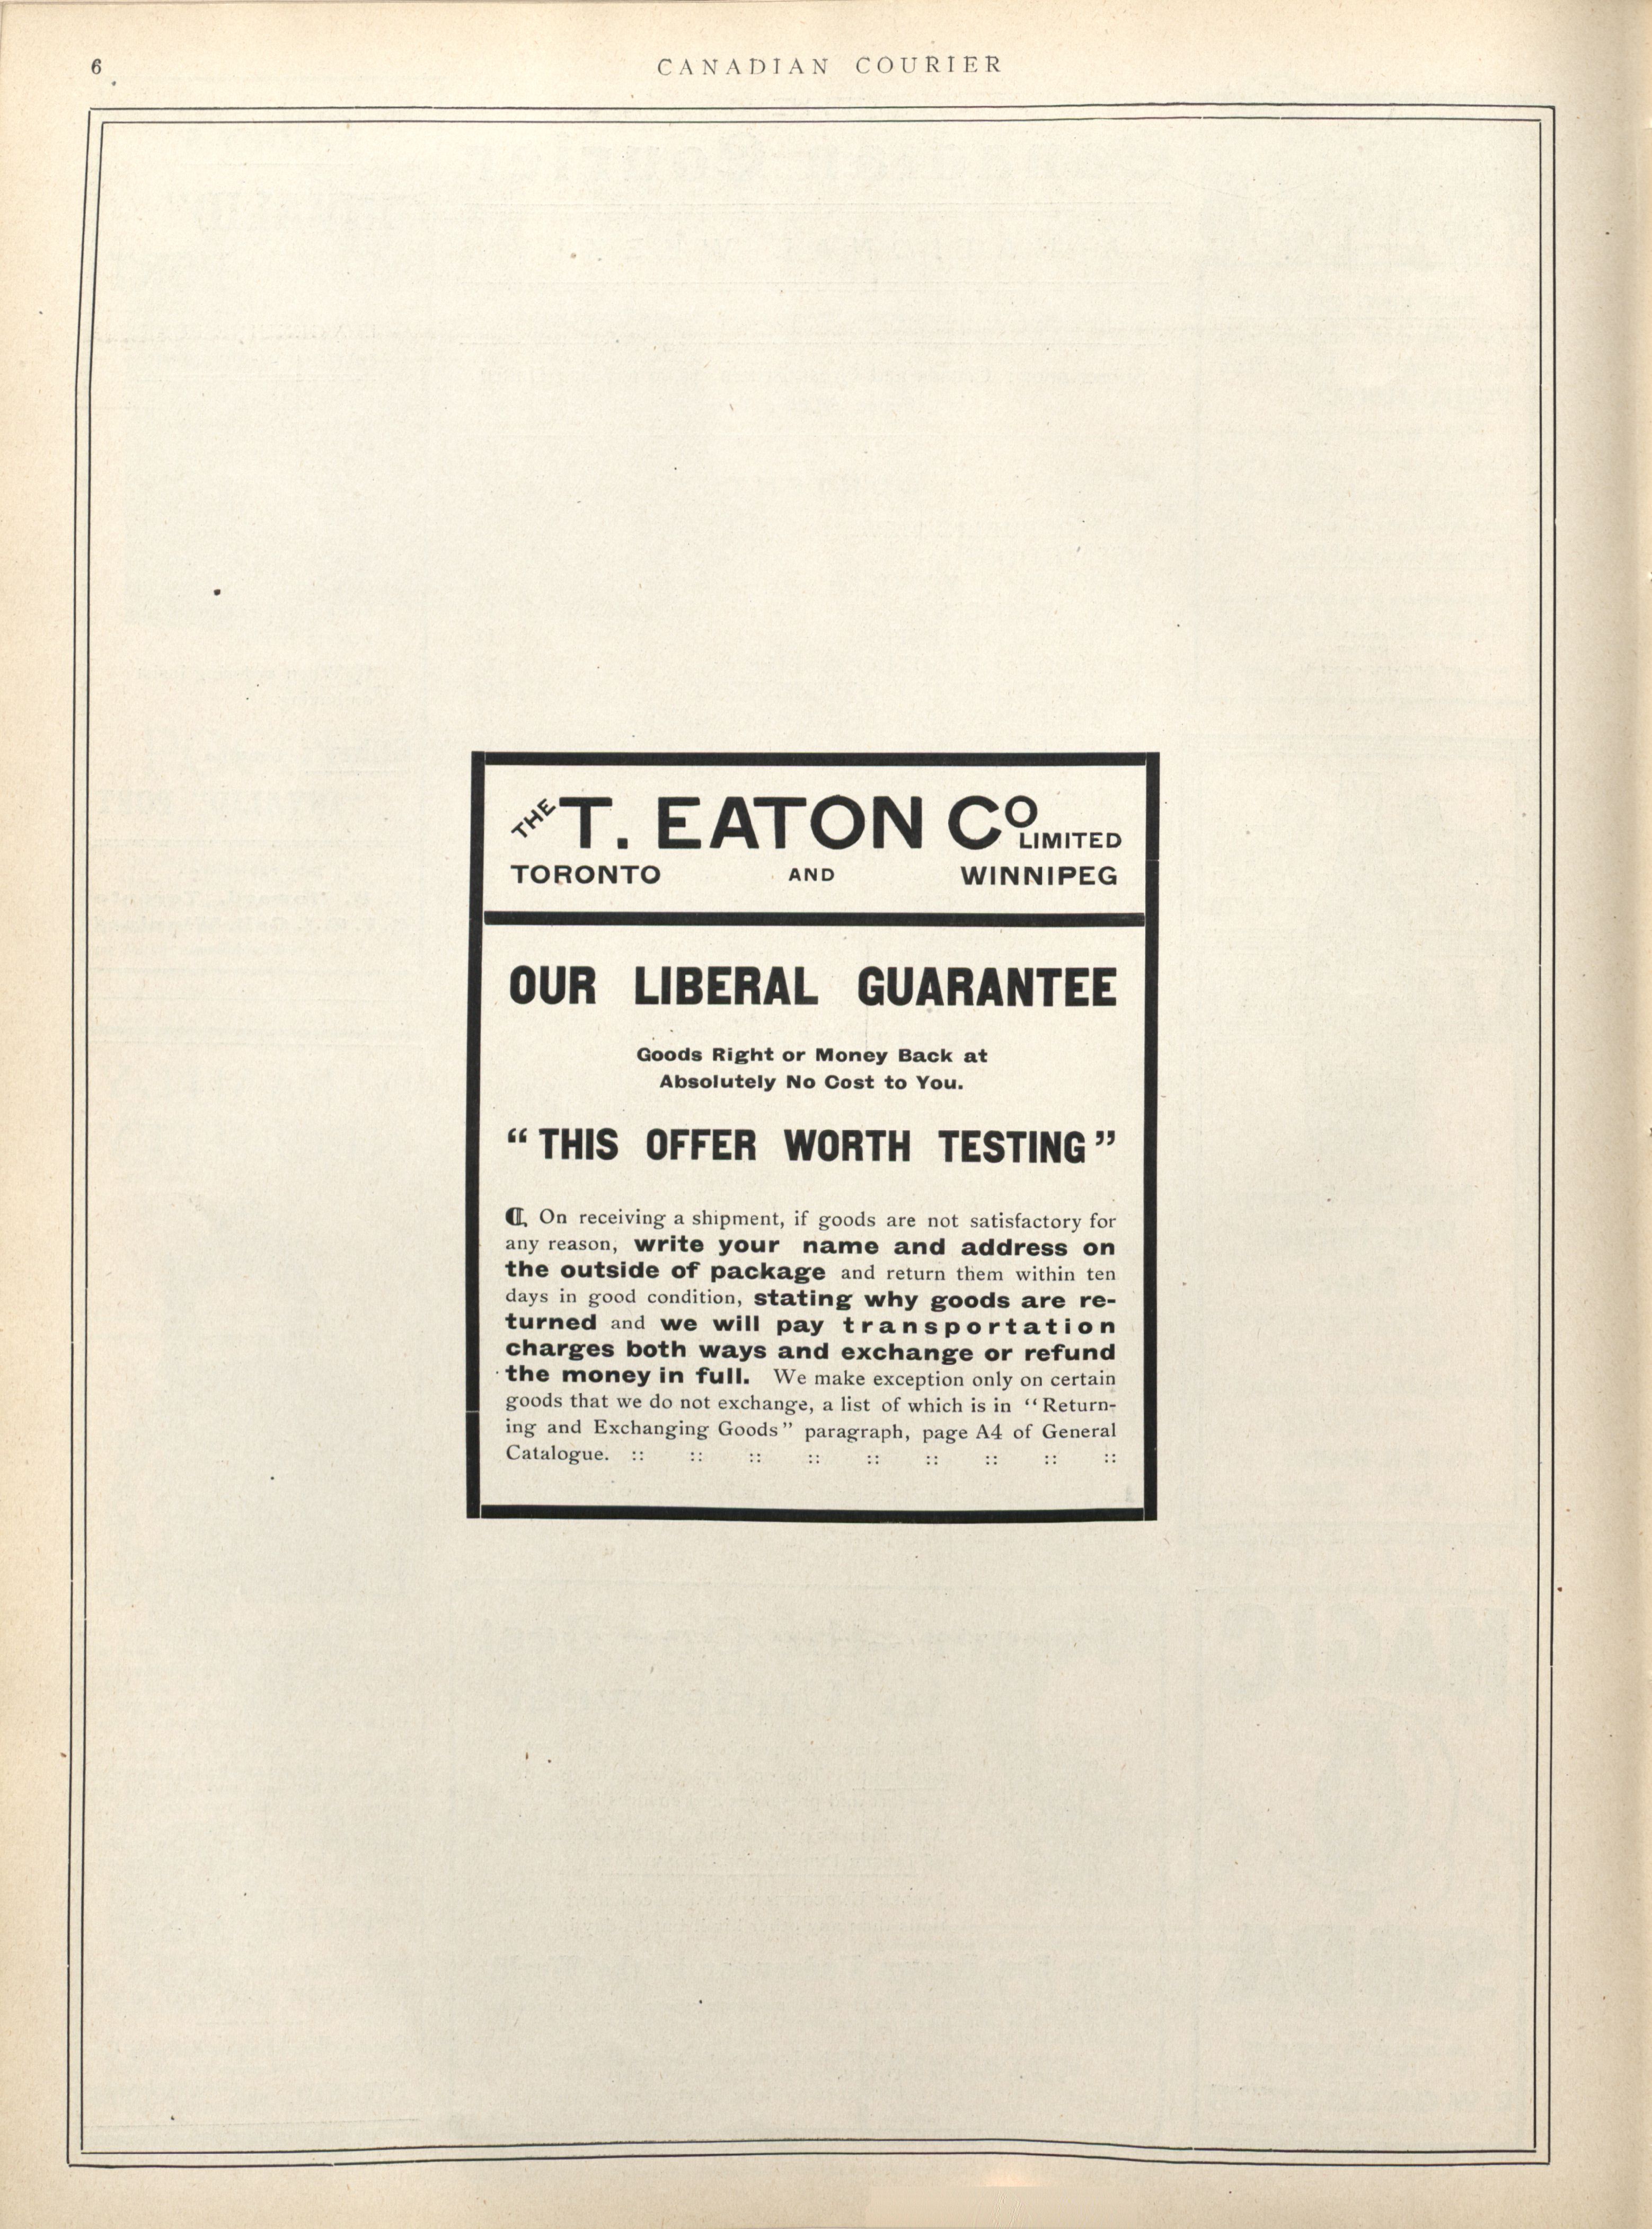 6
CANADIAN COURIER
THE T. EATON CO LIMITED
TORONTO AND WINNIPEG
OUR LIBERAL GUARANTEE
Goods Right or Money Back at
Absolutely No Cost to You.
“ THIS OFFER WORTH TESTING ”
¶ On receiving a shipment, if goods are not satisfactory for
any reason, write your name and address on
the outside of package and return them within ten
days in good condition, stating why goods are re-
turned and we will pay transportation
charges both ways and exchange or refund
the money in full. We make exception only on certain
goods that we do not exchange, a list of which is in “ Return-
ing and Exchanging Goods ” paragraph, page A4 of General
Catalogue. :: :: :: :: :: :: :: :: ::